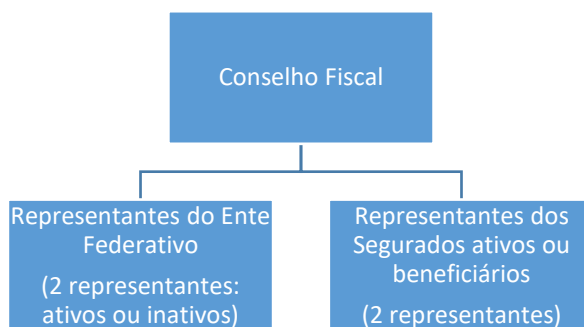 Conselho Fiscal
Representantes do Ente
Federativo
(2 representantes:
ativos ou inativos)
Representantes dos
Segurados ativos ou
beneficiários
(2 representantes)